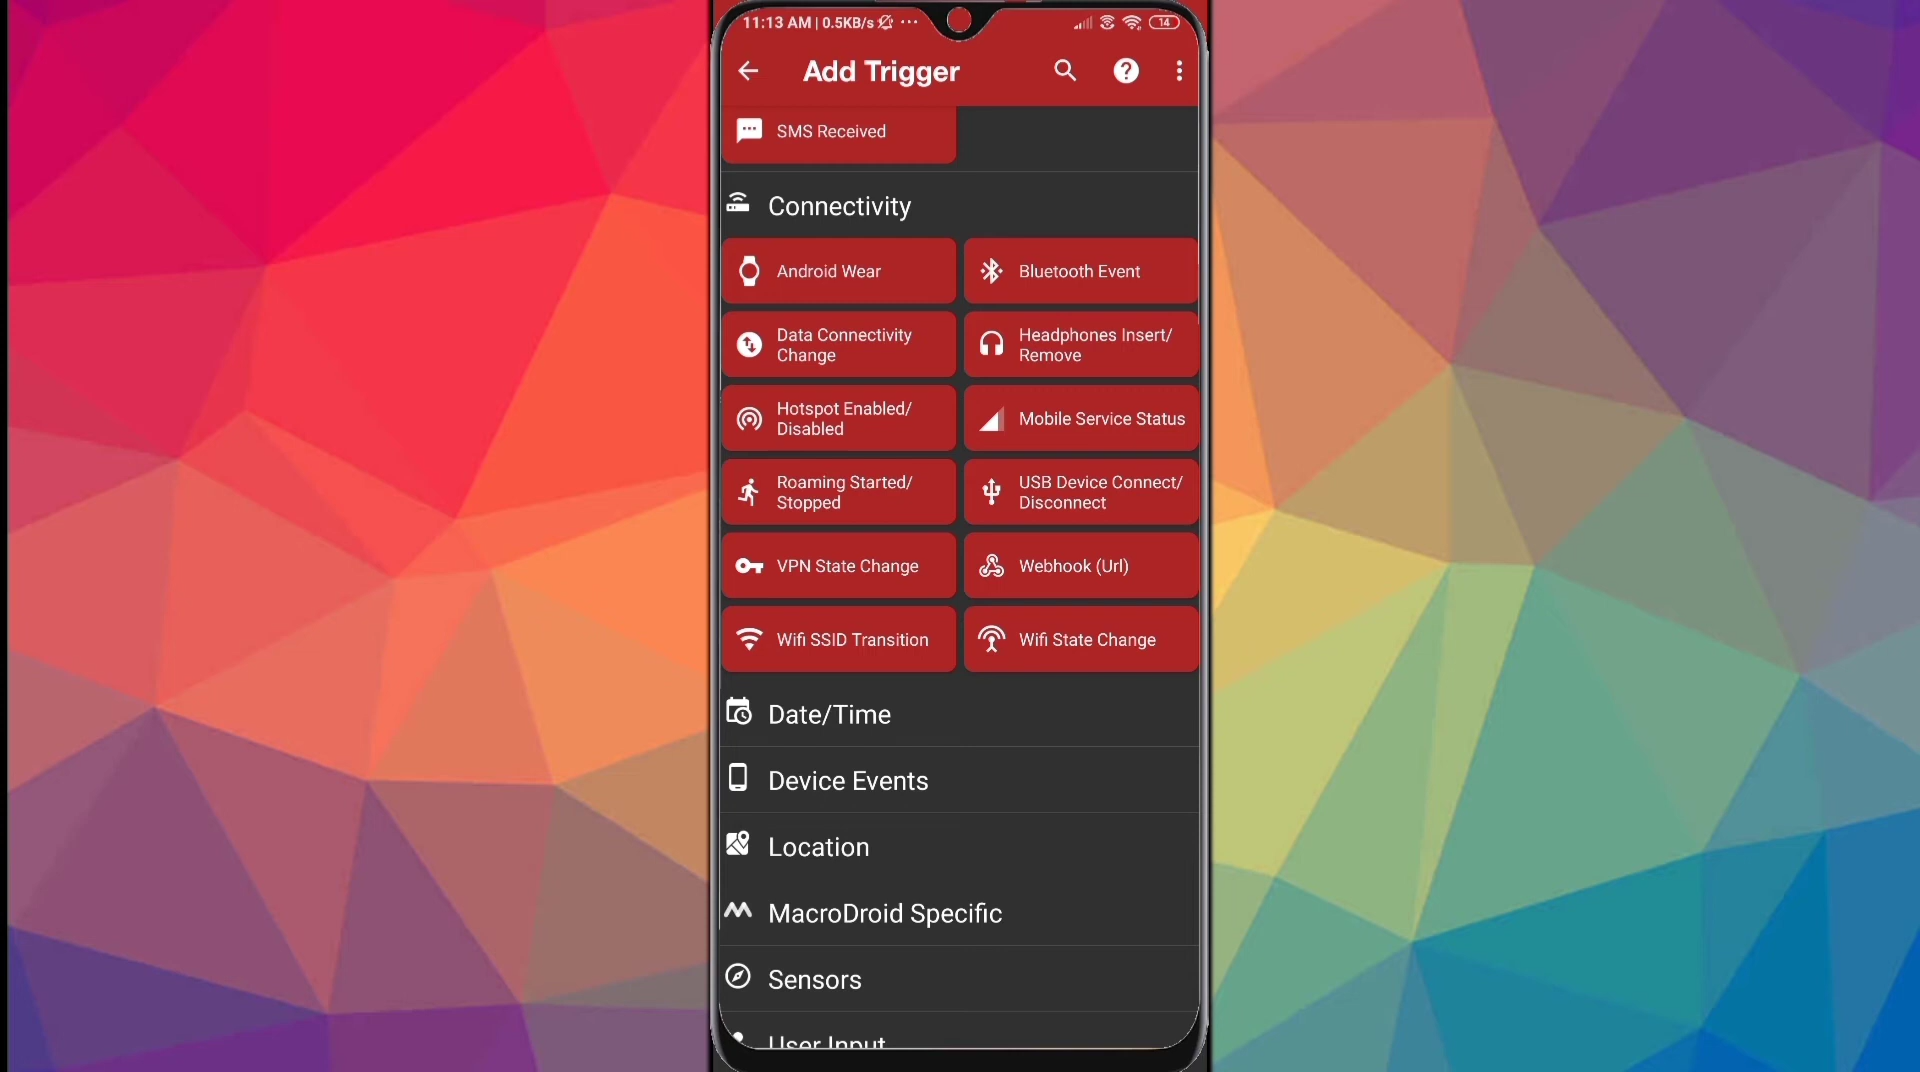 11:13 AM | 0.5KB/s ... 14
Add Trigger
SMS Received
Connectivity
Android Wear
Bluetooth Event
Data Connectivity
Change
Headphones Insert/
Remove
Hotspot Enabled/
Disabled
Mobile Service Status
Roaming Started/
Stopped
USB Device Connect/
Disconnect
VPN State Change
Webhook (Url)
Wifi SSID Transition
Wifi State Change
Date/Time
Device Events
Location
MacroDroid Specific
Sensors
User Input